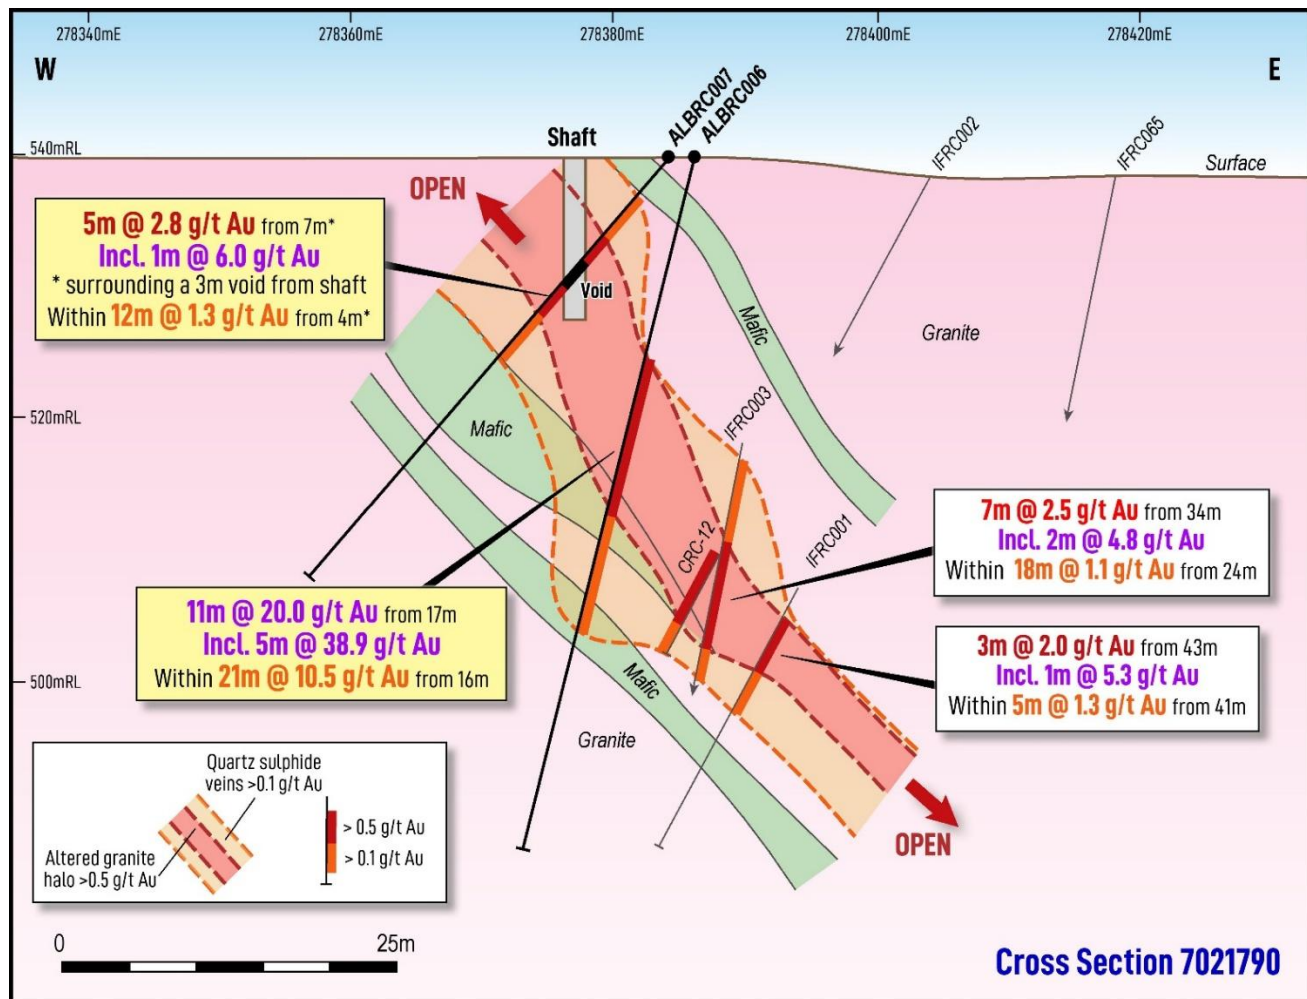 278340mE
278360mE
278380mE
278400mE
278420mE
W
E
ALBRC007
ALBRC006
Shaft
IFRC002
IFRC065
540mRL
Surface
OPEN
5m @ 2.8 g/t Au from 7m*
Incl. 1m @ 6.0 g/t Au
* surrounding a 3m void from shaft
Within 12m @ 1.3 g/t Au from 4m*
Void
Mafic
Granite
520mRL
Mafic
IFRC003
CRC-12
IFRC001
7m @ 2.5 g/t Au from 34m
Incl. 2m @ 4.8 g/t Au
Within 18m @ 1.1 g/t Au from 24m
11m @ 20.0 g/t Au from 17m
Incl. 5m @ 38.9 g/t Au
Within 21m @ 10.5 g/t Au from 16m
3m @ 2.0 g/t Au from 43m
Incl. 1m @ 5.3 g/t Au
Within 5m @ 1.3 g/t Au from 41m
500mRL
Mafic
Granite
Quartz sulphide
veins >0.1 g/t Au
Altered granite
halo >0.5 g/t Au
> 0.5 g/t Au
> 0.1 g/t Au
OPEN
0
25m
Cross Section 7021790